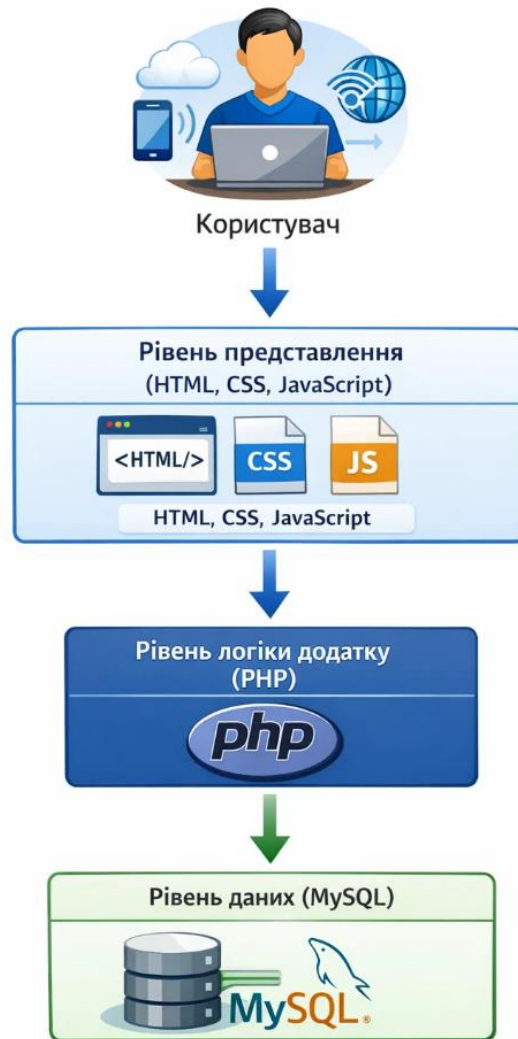 Користувач
Рівень представлення
(HTML, CSS, JavaScript)
<HTML/>
CSS
JS
HTML, CSS, JavaScript
Рівень логіки додатку
(PHP)
php
Рівень даних (MySQL)
MySQL®